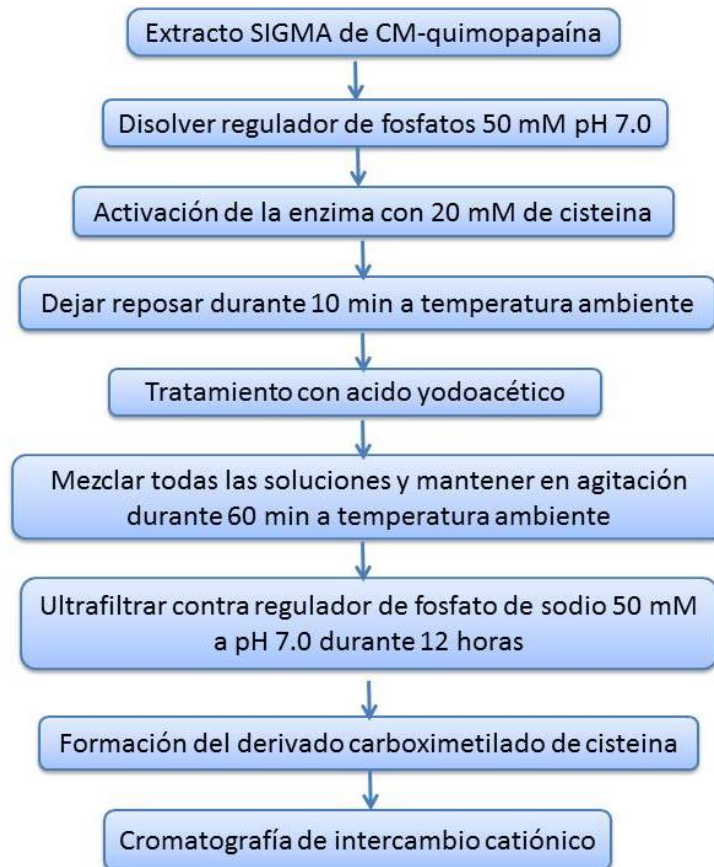 Extracto SIGMA de CM-quimopapaína
Disolver regulador de fosfatos 50 mM pH 7.0
Activación de la enzima con 20 mM de cisteina
Dejar reposar durante 10 min a temperatura ambiente
Tratamiento con acido yodoacético
Mezclar todas las soluciones y mantener en agitación
durante 60 min a temperatura ambiente
Ultrafiltrar contra regulador de fosfato de sodio 50 mM
a pH 7.0 durante 12 horas
Formación del derivado carboximetilado de cisteina
Cromatografía de intercambio catiónico